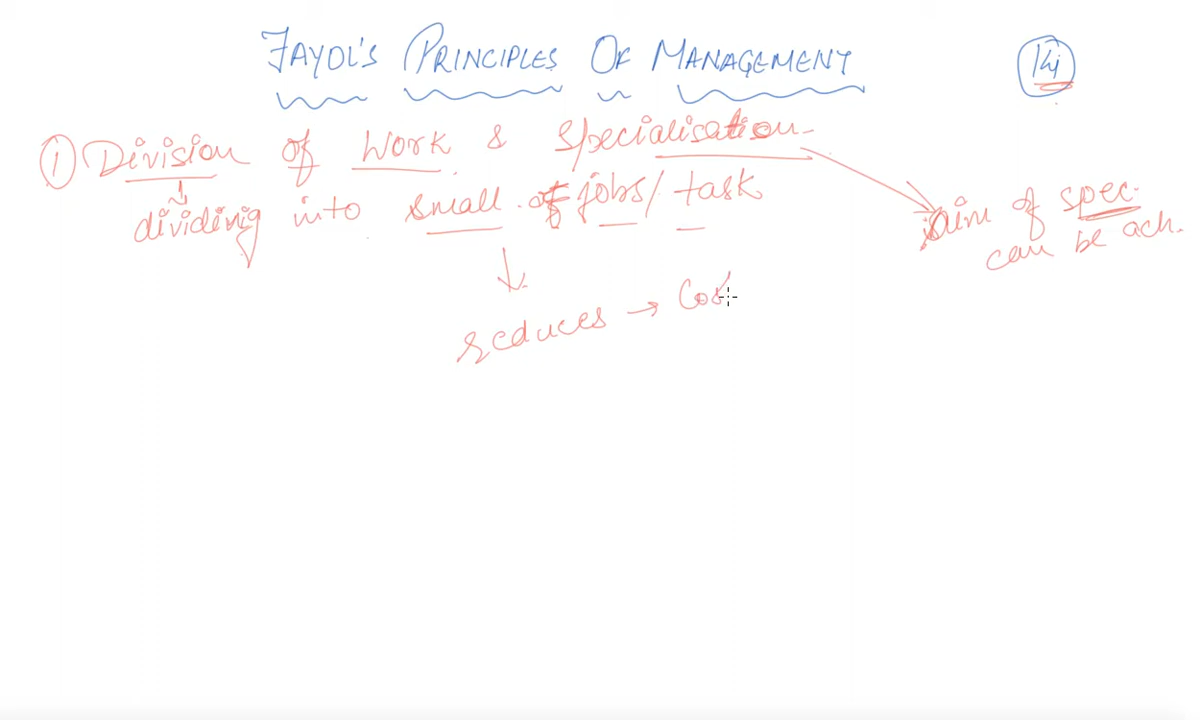 FAYOL'S PRINCIPLES OF MANAGEMENT
① Division of Work & Specialisation
dividing into small of jobs/task
Aim of spec.
can be ach.
reduces → Cos